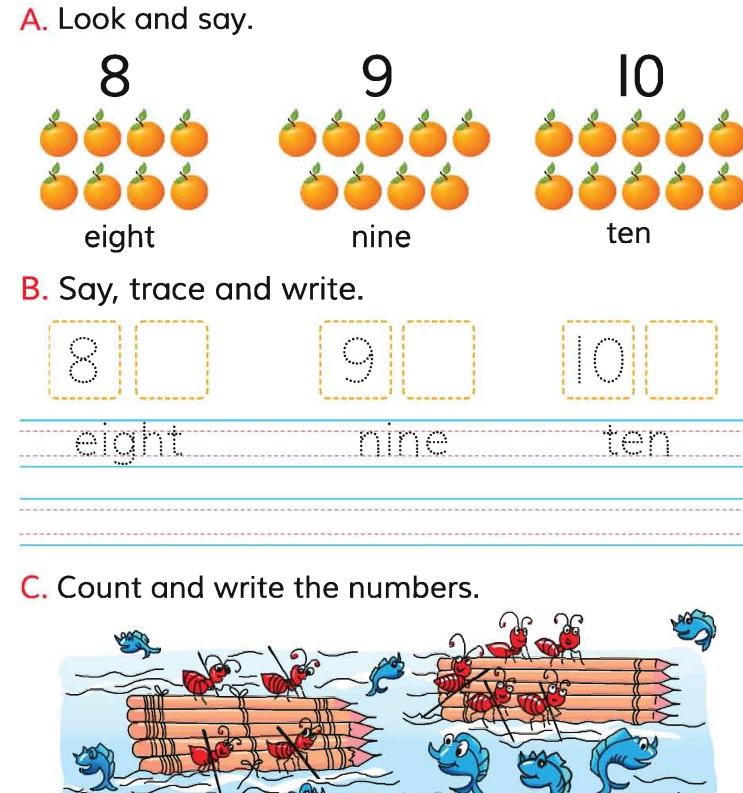 A. Look and say.
8 9 10
eight nine ten
B. Say, trace and write.
8 9 10
eight nine ten
C. Count and write the numbers.